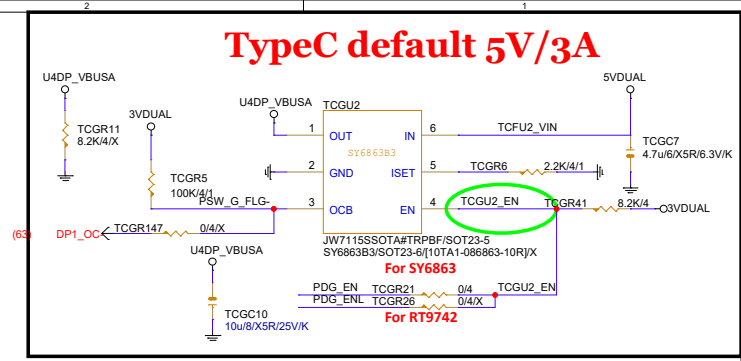 2
1
TypeC default 5V/3A
U4DP_VBUSA
5VDUAL
TCGR11
8.2K/4/X
3VDUAL
U4DP_VBUSA
TCGU2
1
OUT
IN
6
TCFU2_VIN
SY6863B3
TCGC7
4.7u/6/X5R/6.3V/K
2
GND
ISET
5
TCGR6
2.2K/4/1
TCGR5
100K/4/1
PSW_G_FLG-
3
OCB
EN
4
TCGU2_EN
TCGR41
8.2K/4
3VDUAL
(63)
DP1_OC
TCGR147
0/4/X
JW7115SSOTA#TRPBF/SOT23-5
SY6863B3/SOT23-6/[10TA1-086863-10R]/X
U4DP_VBUSA
For SY6863
PDG_EN
TCGR21
0/4
TCGU2_EN
PDG_ENL
TCGR26
0/4/X
For RT9742
TCGC10
10u/8/X5R/25V/K